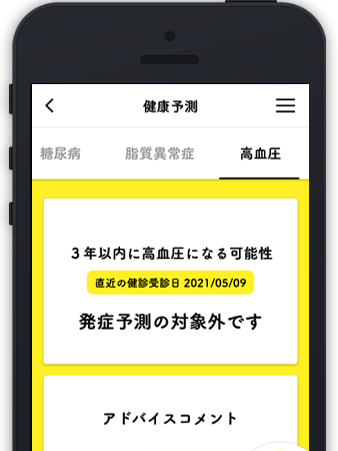 健康予測
糖尿病 脂質異常症 高血圧
3年以内に高血圧になる可能性
直近の健診受診日 2021/05/09
発症予測の対象外です
アドバイスコメント